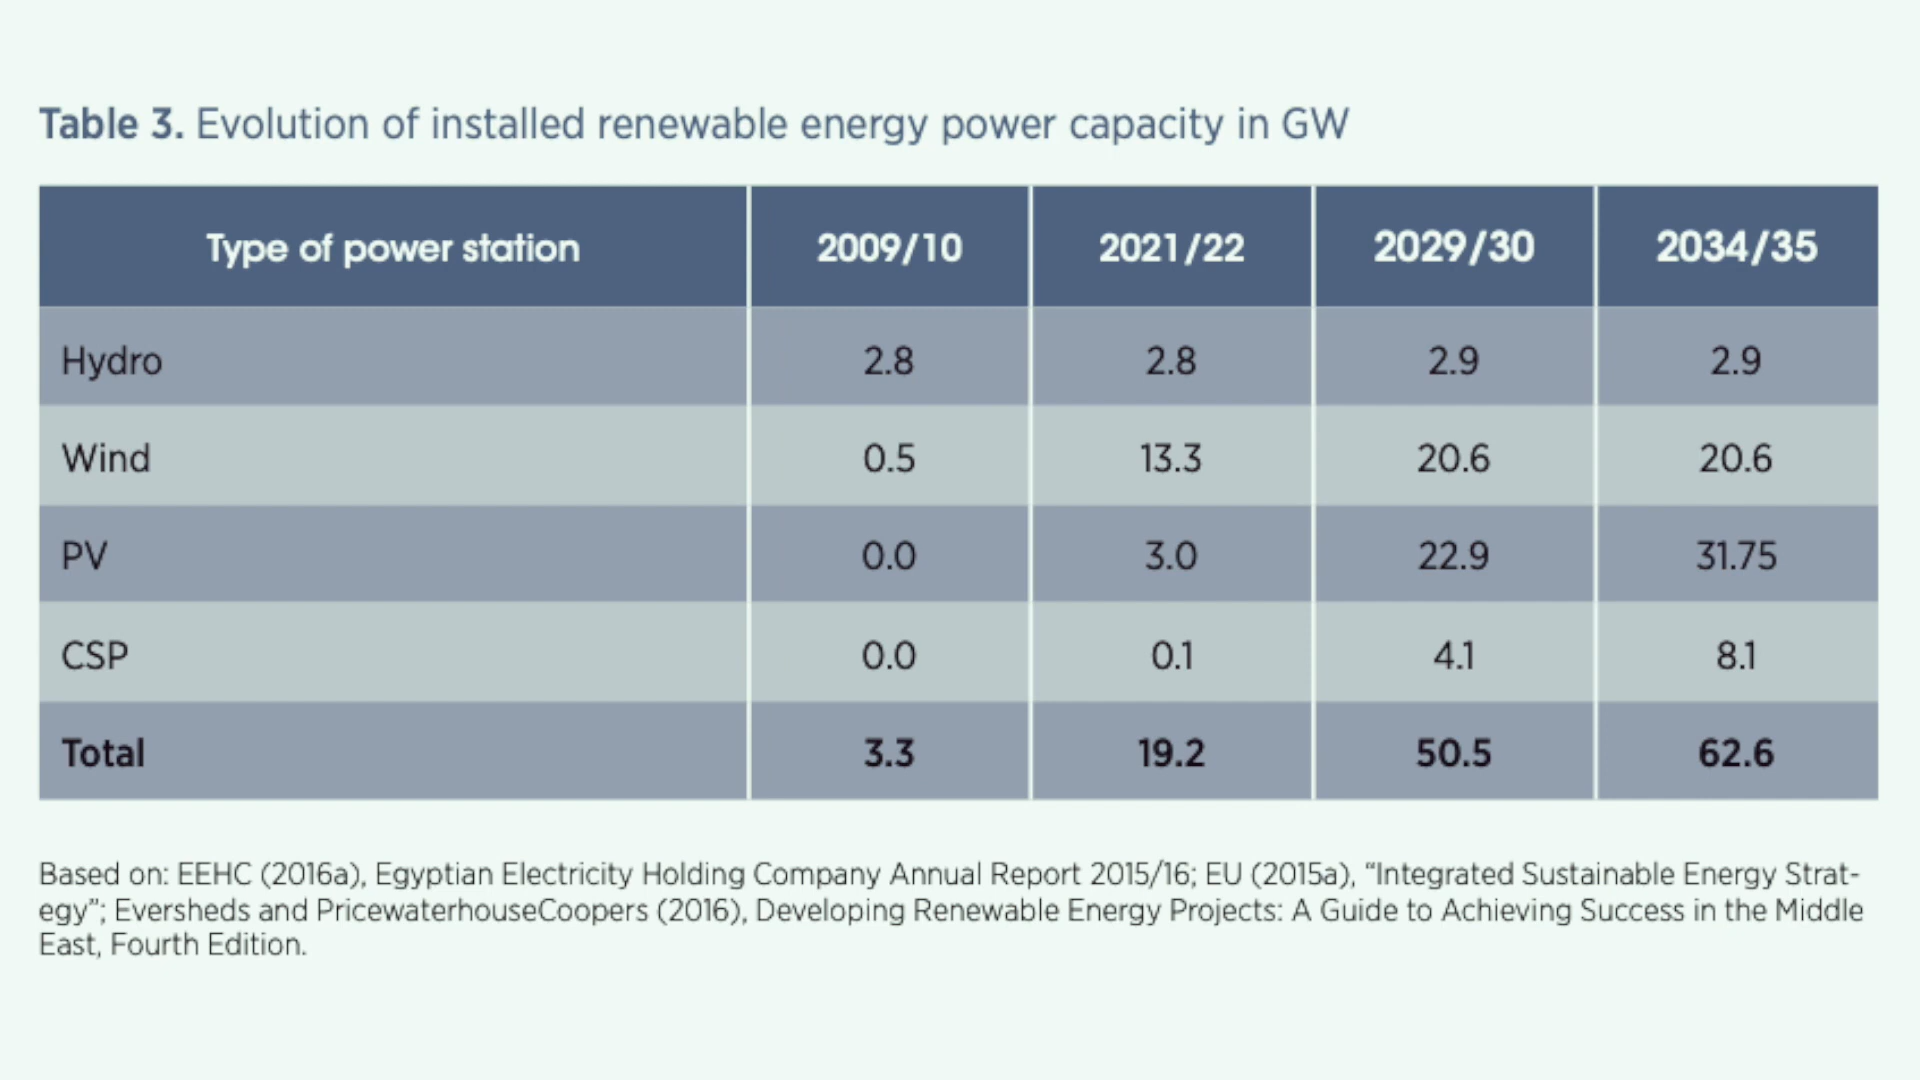 Table 3. Evolution of installed renewable energy power capacity in GW
Type of power station 2009/10 2021/22 2029/30 2034/35
Hydro 2.8 2.8 2.9 2.9
Wind 0.5 13.3 20.6 20.6
PV 0.0 3.0 22.9 31.75
CSP 0.0 0.1 4.1 8.1
Total 3.3 19.2 50.5 62.6
Based on: EEHC (2016a), Egyptian Electricity Holding Company Annual Report 2015/16; EU (2015a), “Integrated Sustainable Energy Strat-
egy”; Eversheds and PricewaterhouseCoopers (2016), Developing Renewable Energy Projects: A Guide to Achieving Success in the Middle
East, Fourth Edition.